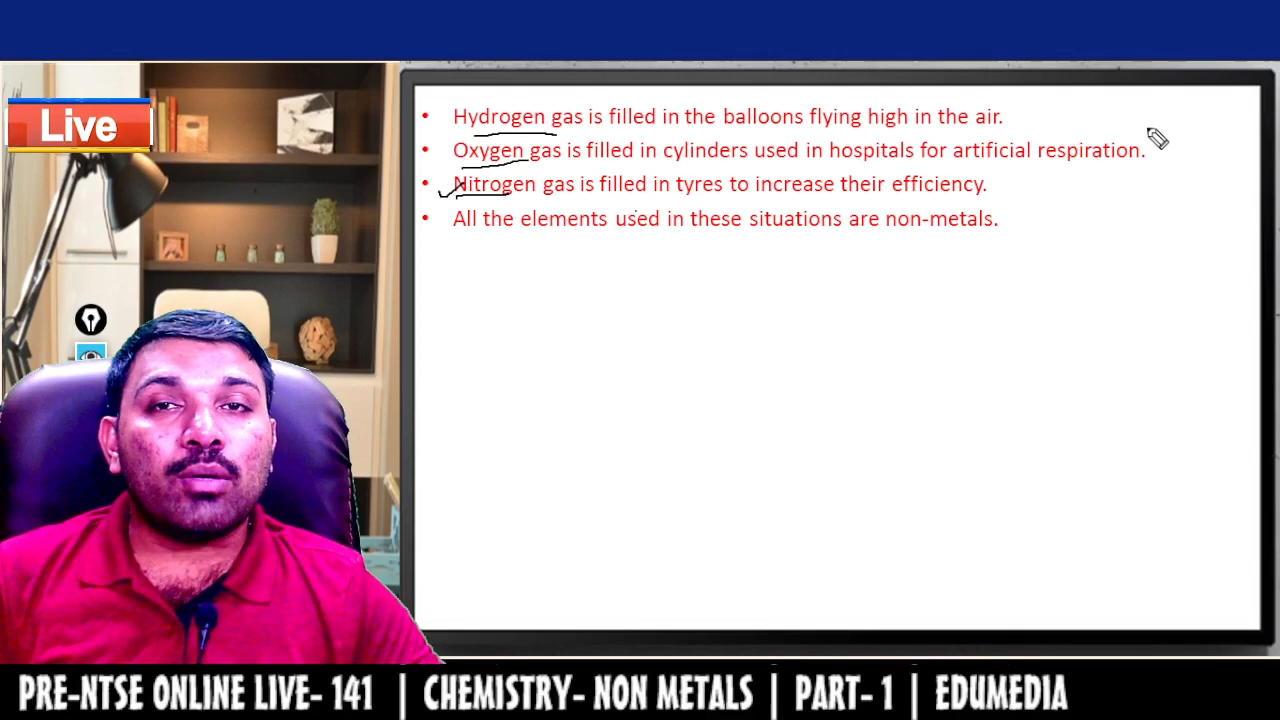 Live
• Hydrogen gas is filled in the balloons flying high in the air.
• Oxygen gas is filled in cylinders used in hospitals for artificial respiration.
• Nitrogen gas is filled in tyres to increase their efficiency.
• All the elements used in these situations are non-metals.
PRE-NTSE ONLINE LIVE- 141 | CHEMISTRY- NON METALS | PART- 1 | EDUMEDIA